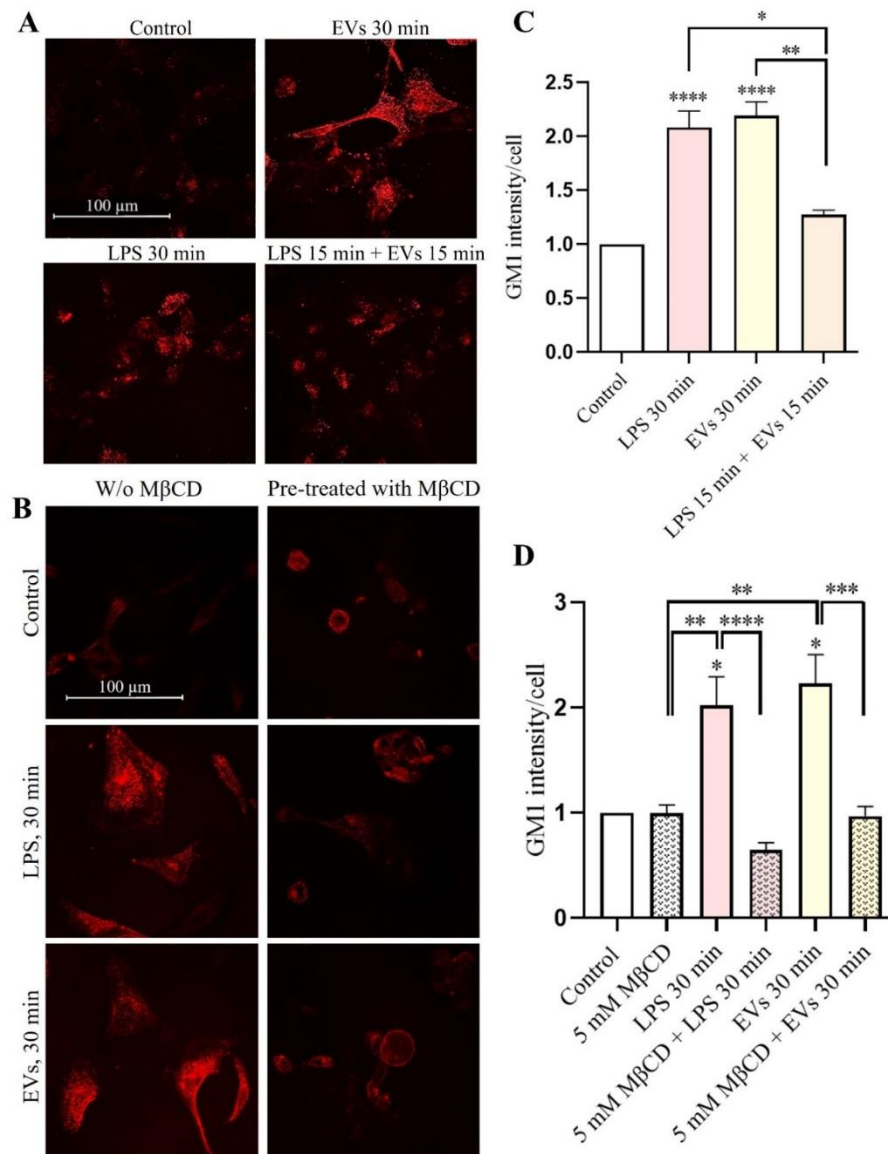 A
Control
EVs 30 min
100 μm
LPS 30 min
LPS 15 min + EVs 15 min
B
W/o MβCD
Pre-treated with MβCD
Control
100 μm
LPS, 30 min
EVs, 30 min
C
*
**
****
****
GM1 intensity/cell
2.5
2.0
1.5
1.0
0.5
0.0
Control
LPS 30 min
EVs 30 min
LPS 15 min + EVs 15 min
D
**
***
**
****
*
*
GM1 intensity/cell
3
2
1
0
Control
5 mM MβCD
LPS 30 min
5 mM MβCD + LPS 30 min
EVs 30 min
5 mM MβCD + EVs 30 min